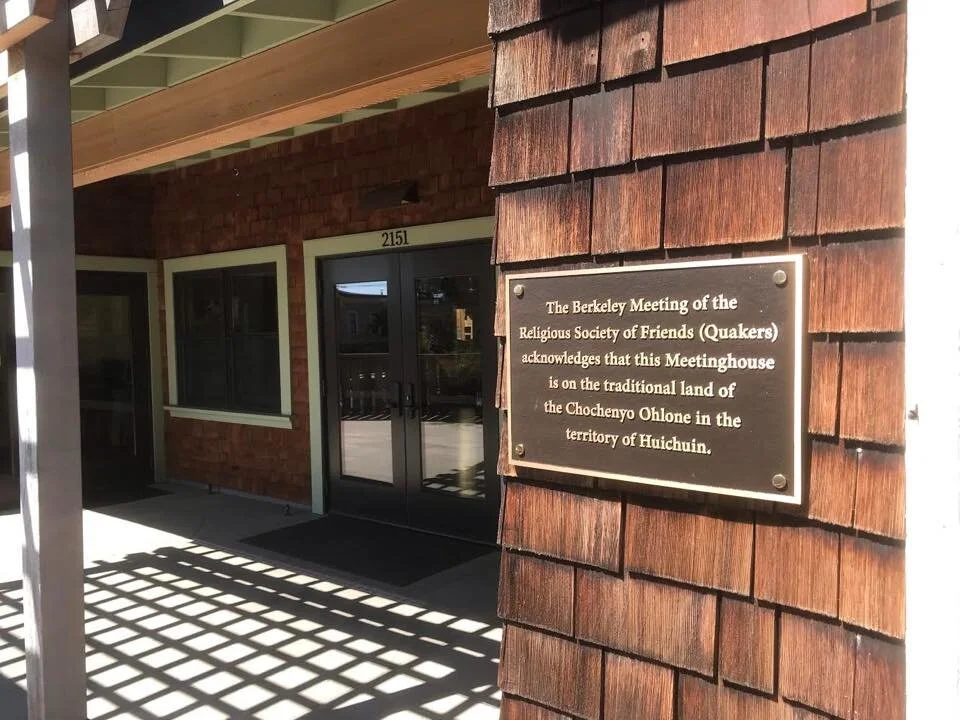 2151
The Berkeley Meeting of the
Religious Society of Friends (Quakers)
acknowledges that this Meetinghouse
is on the traditional land of
the Chochenyo Ohlone in the
territory of Huichuin.